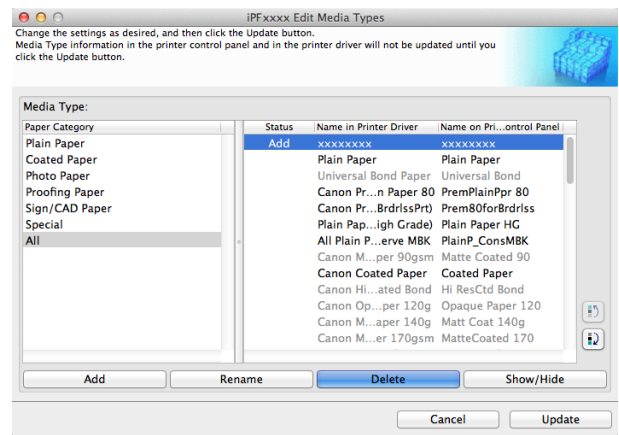 iPFxxxx Edit Media Types
Change the settings as desired, and then click the Update button.
Media Type information in the printer control panel and in the printer driver will not be updated until you
click the Update button.
Media Type:
Paper Category Status Name in Printer Driver Name on Pri...ontrol Panel
Plain Paper Add xxxxxxxx xxxxxxxx
Coated Paper Plain Paper Plain Paper
Photo Paper Universal Bond Paper Universal Bond
Proofing Paper Canon Pr...n Paper 80 PremPlainPpr 80
Sign/CAD Paper Canon Pr...BrdrlssPrt) Prem80forBrdrlss
Special Plain Pap...igh Grade) Plain Paper HG
All All Plain P...erve MBK PlainP_ConsMBK
Canon M...per 90gsm Matte Coated 90
Canon Coated Paper Coated Paper
Canon Hi...ated Bond Hi ResCtd Bond
Canon Op...per 120g Opaque Paper 120
Canon M...aper 140g Matt Coat 140g
Canon M...er 170gsm MatteCoated 170
Add Rename Delete Show/Hide
Cancel Update